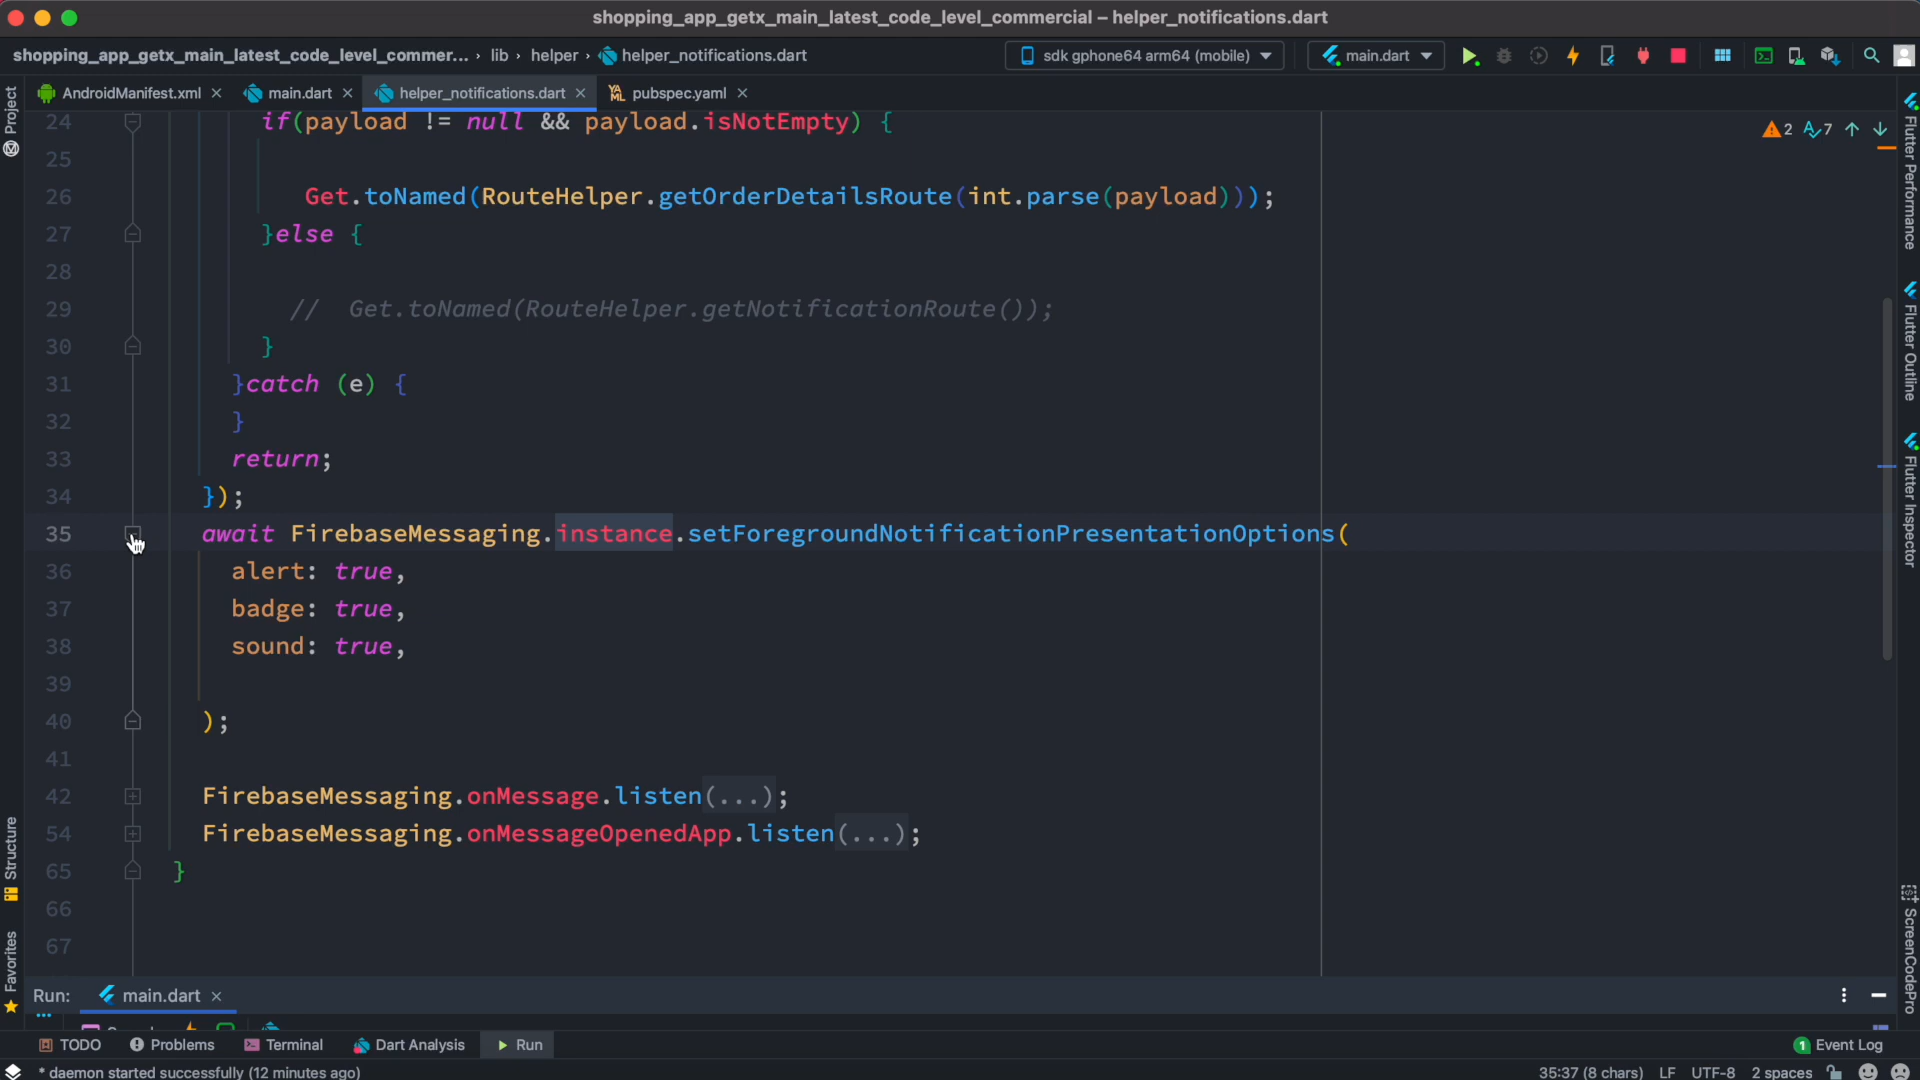 shopping_app_getx_main_latest_code_level_commercial – helper_notifications.dart
shopping_app_getx_main_latest_code_level_commer... › lib › helper › helper_notifications.dart
sdk gphone64 arm64 (mobile)
main.dart
AndroidManifest.xml
main.dart
helper_notifications.dart
pubspec.yaml
Project
Structure
Favorites
24 if(payload != null && payload.isNotEmpty) {
25
26 Get.toNamed(RouteHelper.getOrderDetailsRoute(int.parse(payload)));
27 }else {
28
29 // Get.toNamed(RouteHelper.getNotificationRoute());
30 }
31 }catch (e) {
32 }
33 return;
34 });
35 await FirebaseMessaging.instance.setForegroundNotificationPresentationOptions(
36 alert: true,
37 badge: true,
38 sound: true,
39
40 );
41
42 FirebaseMessaging.onMessage.listen(...);
54 FirebaseMessaging.onMessageOpenedApp.listen(...);
65 }
66
67
2
7
Flutter Performance
Flutter Outline
Flutter Inspector
ScreenCodePro
Run: main.dart
TODO
Problems
Terminal
Dart Analysis
Run
1 Event Log
* daemon started successfully (12 minutes ago)
35:37 (8 chars) LF UTF-8 2 spaces